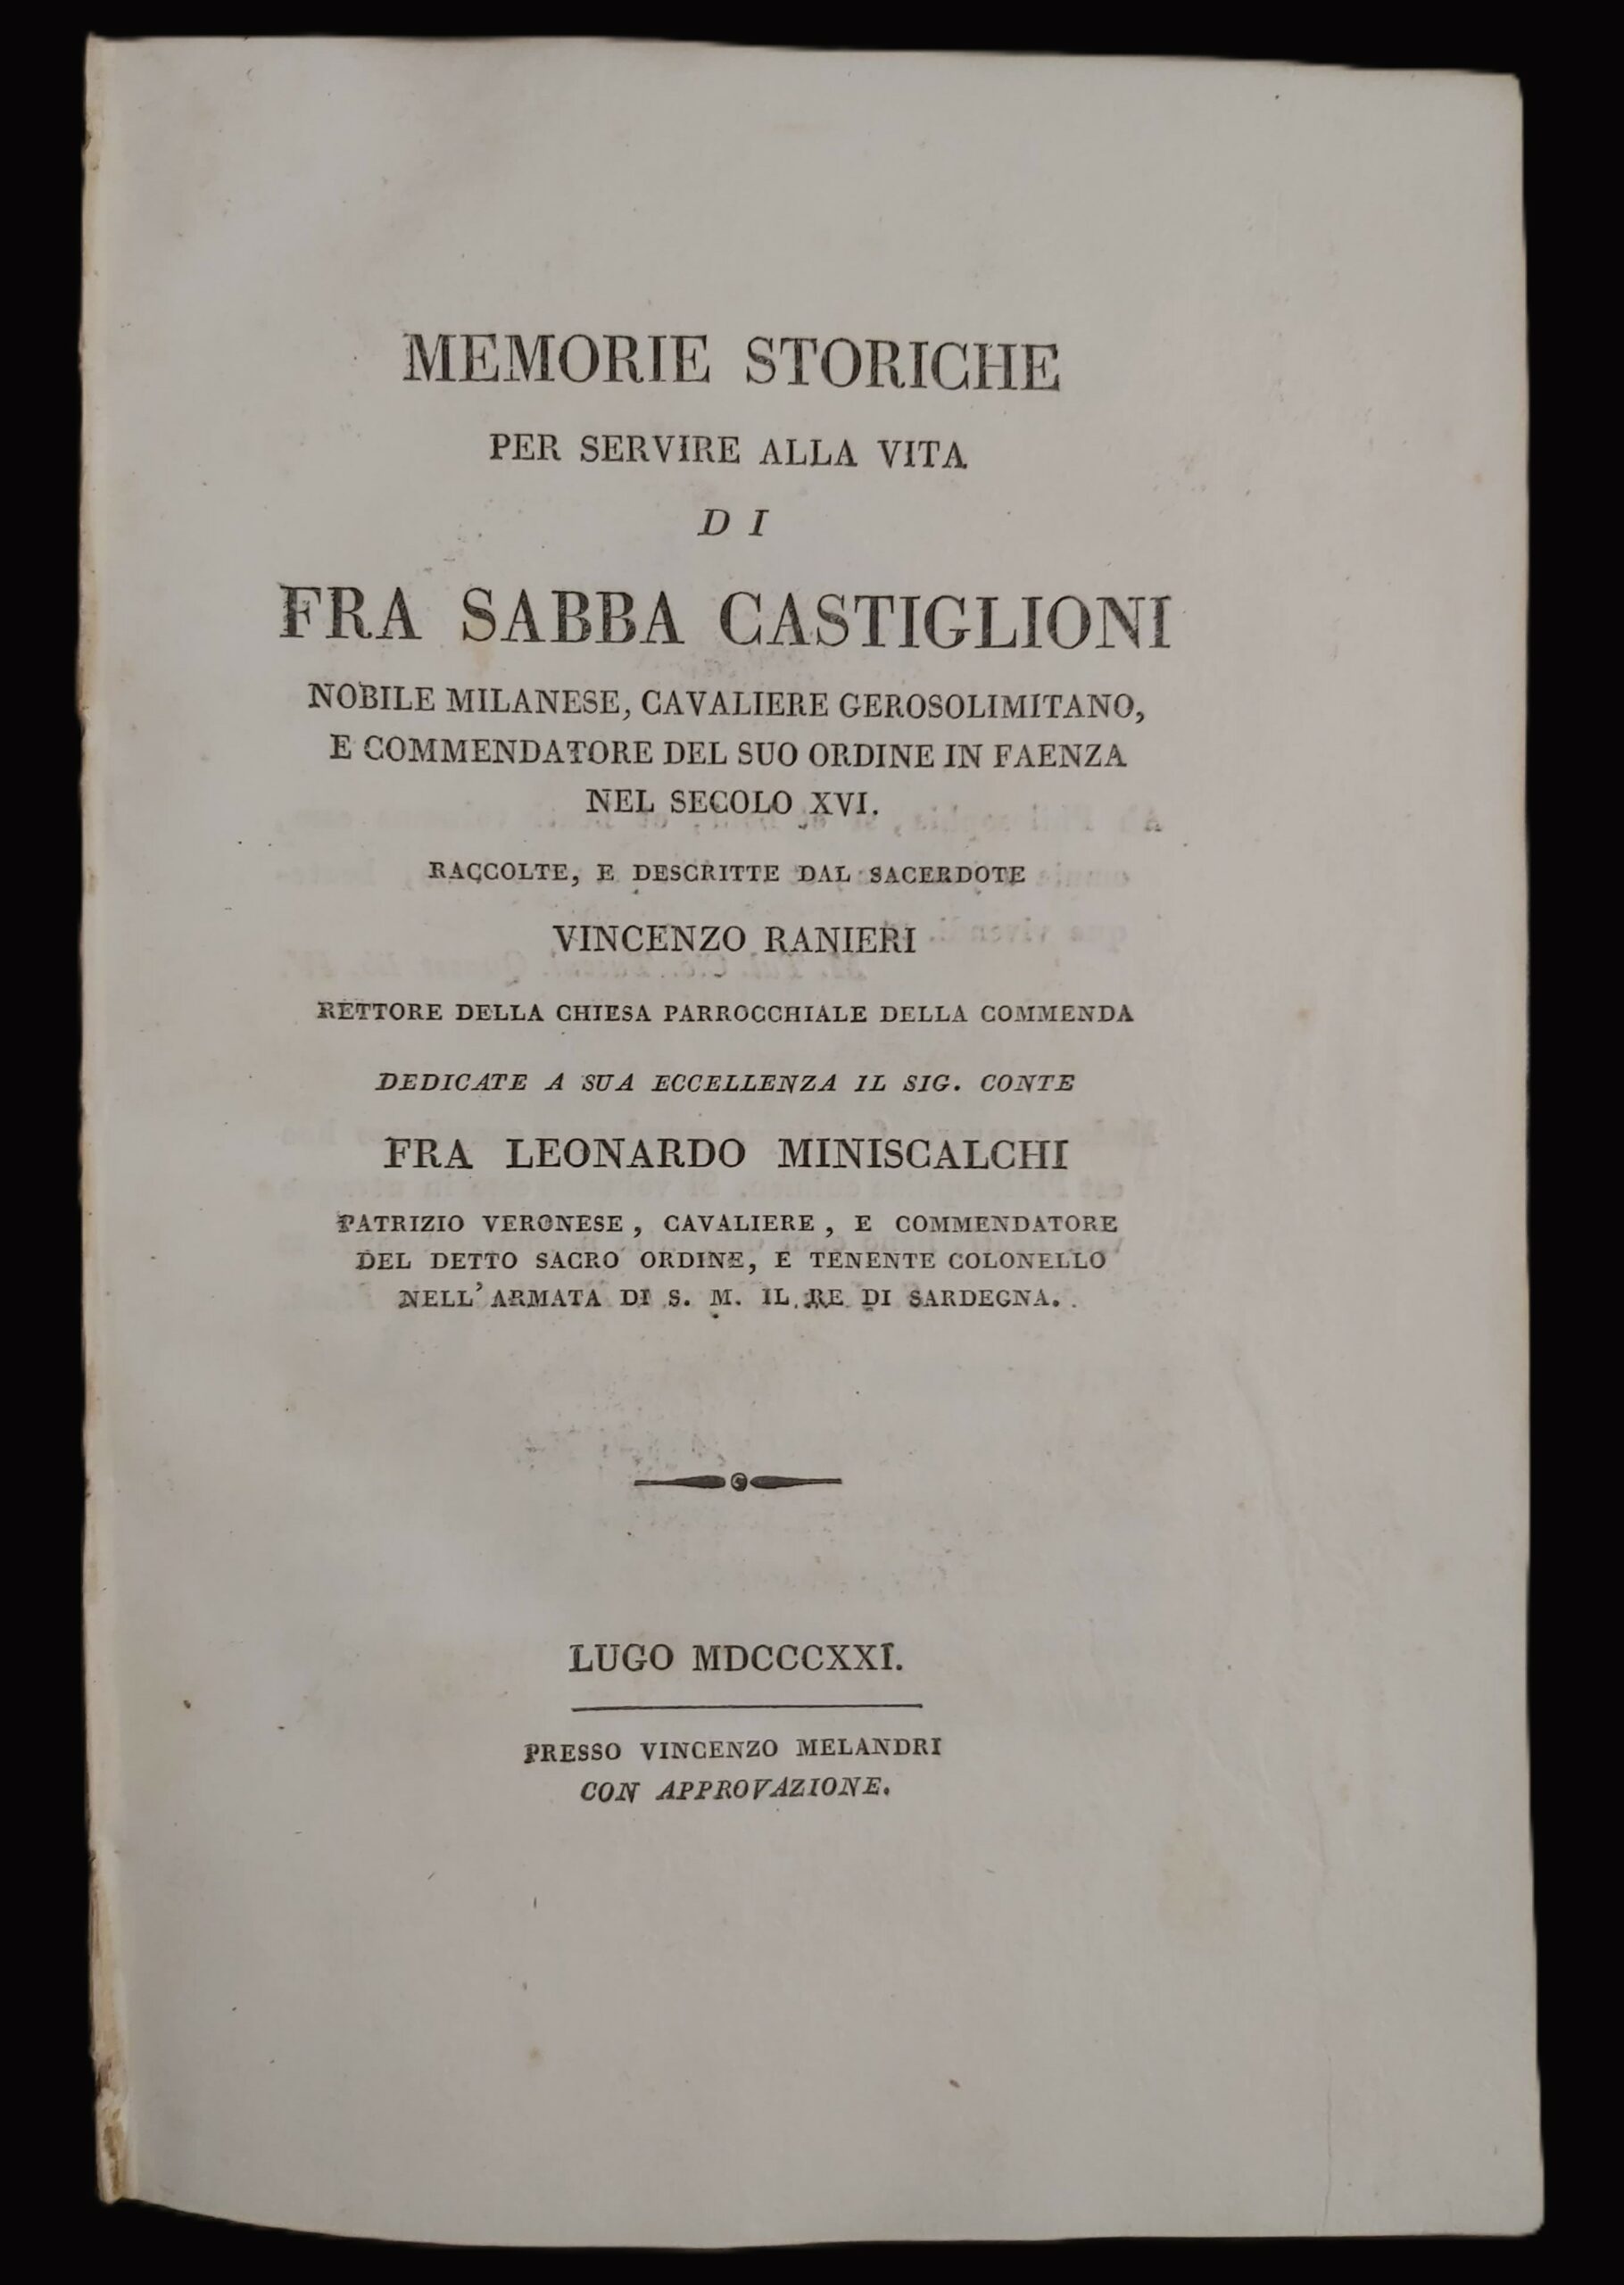 MEMORIE STORICHE
PER SERVIRE ALLA VITA
DI
FRA SABBA CASTIGLIONI
NOBILE MILANESE, CAVALIERE GEROSOLIMITANO,
E COMMENDATORE DEL SUO ORDINE IN FAENZA
NEL SECOLO XVI.
RACCOLTE, E DESCRITTE DAL SACERDOTE
VINCENZO RANIERI
RETTORE DELLA CHIESA PARROCCHIALE DELLA COMMENDA
DEDICATE A SUA ECCELLENZA IL SIG. CONTE
FRA LEONARDO MINISCALCHI
PATRIZIO VERONESE, CAVALIERE, E COMMENDATORE
DEL DETTO SACRO ORDINE, E TENENTE COLONELLO
NELL' ARMATA DI S. M. IL RE DI SARDEGNA.
LUGO MDCCCXXI.
PRESSO VINCENZO MELANDRI
CON APPROVAZIONE.